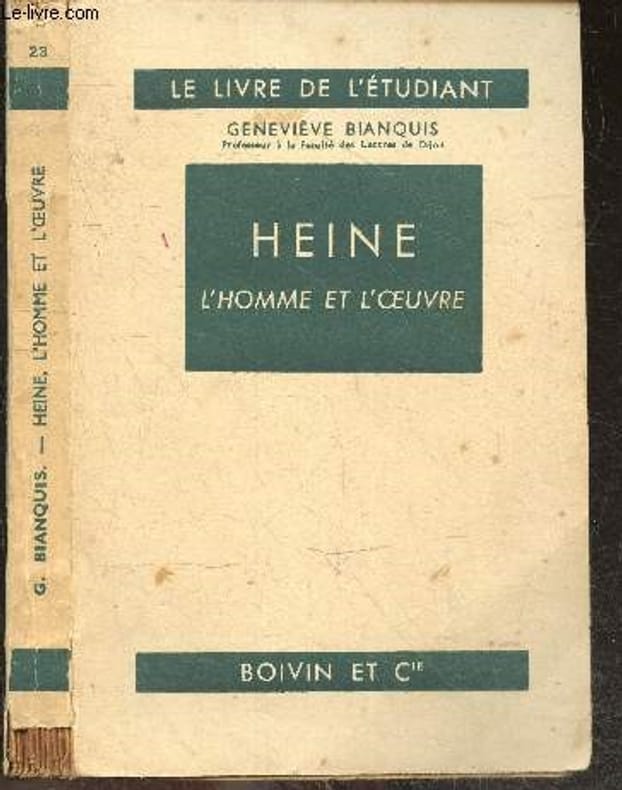 Le-livre.com
23
G. BIANQUIS. — HEINE, L'HOMME ET L'ŒUVRE
LE LIVRE DE L'ÉTUDIANT
GENEVIÈVE BIANQUIS
Professeur à la Faculté des Lettres de Dijon
HEINE
L'HOMME ET L'ŒUVRE
BOIVIN ET CIE